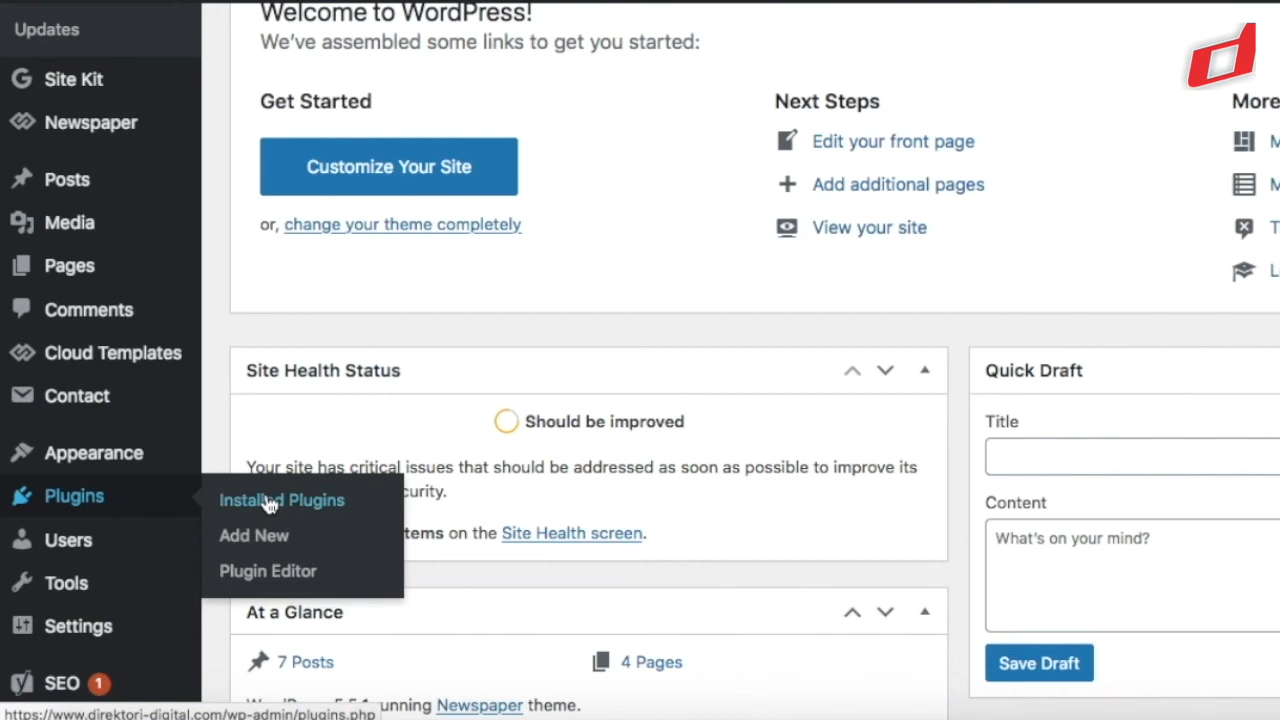 Updates
Site Kit
Newspaper
Posts
Media
Pages
Comments
Cloud Templates
Contact
Appearance
Plugins
Users
Tools
Settings
SEO 1
Installed Plugins
Add New
Plugin Editor
Welcome to WordPress!
We've assembled some links to get you started:
Get Started
Customize Your Site
or, change your theme completely
Next Steps
Edit your front page
Add additional pages
View your site
More
Site Health Status
Should be improved
Your site has critical issues that should be addressed as soon as possible to improve its
on the Site Health screen.
At a Glance
7 Posts
4 Pages
WordPress 5.5.1 running Newspaper theme.
Quick Draft
Title
Content
What's on your mind?
Save Draft
https://www.direktori-digital.com/wp-admin/plugins.php